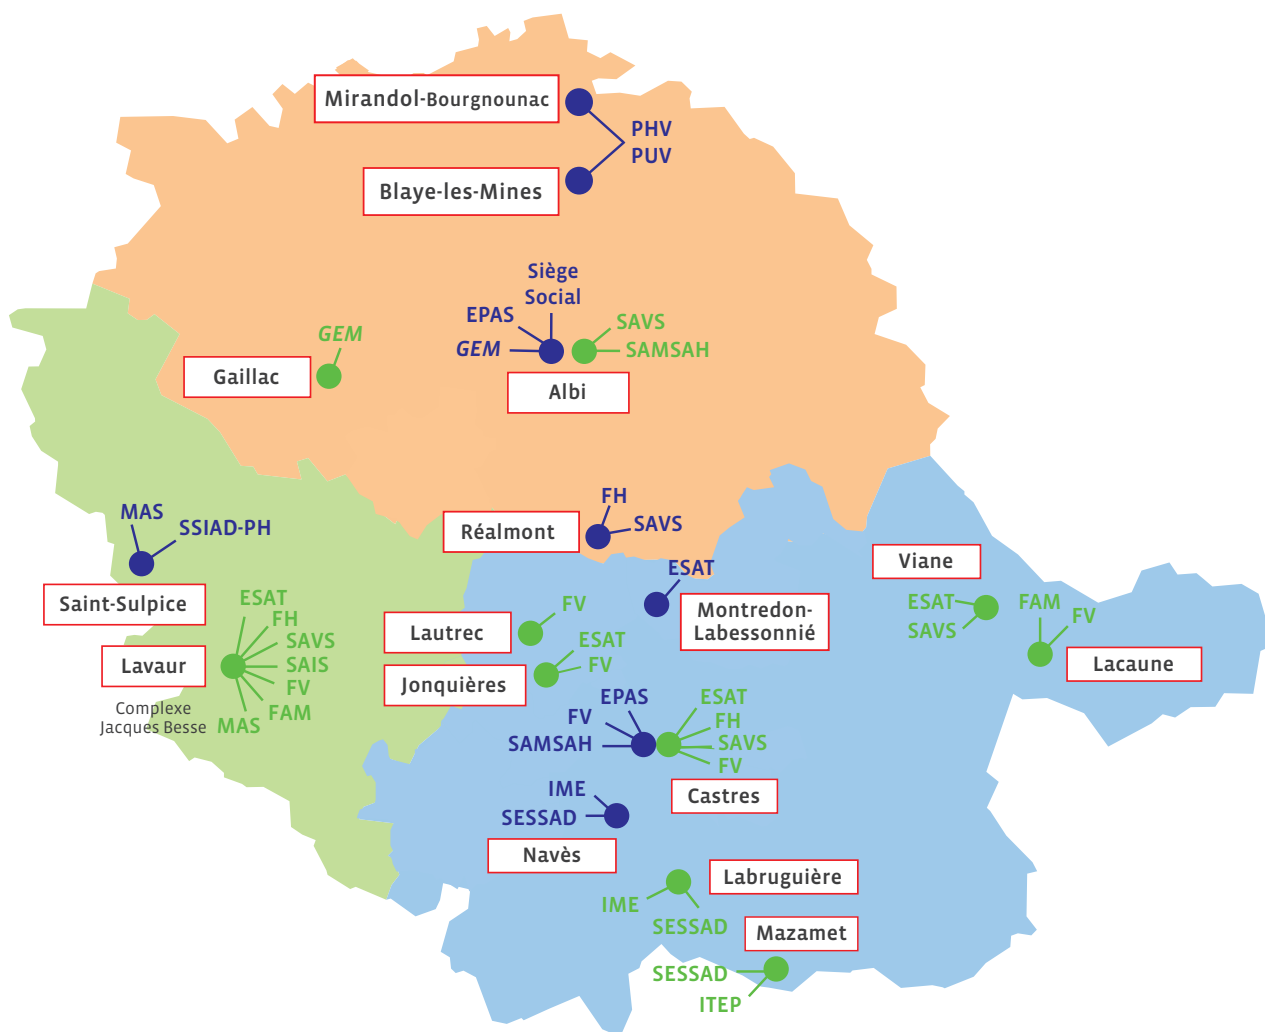 Mirandol-Bourgnounac
PHV
PUV
Blaye-les-Mines
Siège
Social
EPAS
GEM
SAVS
SAMSAH
Albi
GEM
Gaillac
FH
SAVS
Réalmont
MAS
SSIAD-PH
Saint-Sulpice
ESAT
Montredon-
Labessonnié
Viane
ESAT
SAVS
FAM
FV
Lacaune
ESAT
FH
SAVS
SAIS
FV
FAM
MAS
Lavaur
Complexe
Jacques Besse
Lautrec
FV
Jonquières
ESAT
FV
EPAS
FV
SAMSAH
ESAT
FH
SAVS
FV
Castres
IME
SESSAD
Navès
Labruguière
IME
SESSAD
Mazamet
SESSAD
ITEP